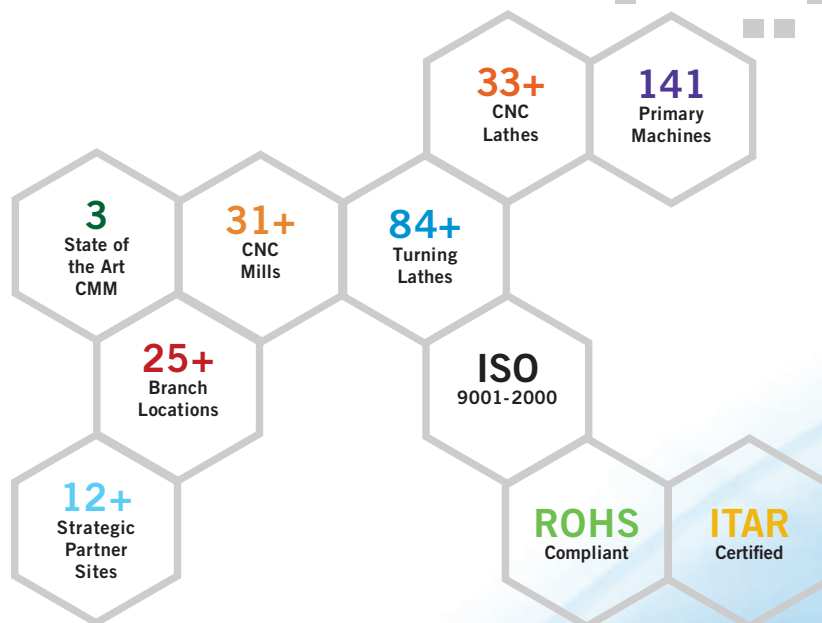 33+
CNC
Lathes
141
Primary
Machines
3
State of
the Art
CMM
31+
CNC
Mills
84+
Turning
Lathes
25+
Branch
Locations
ISO
9001-2000
12+
Strategic
Partner
Sites
ROHS
Compliant
ITAR
Certified